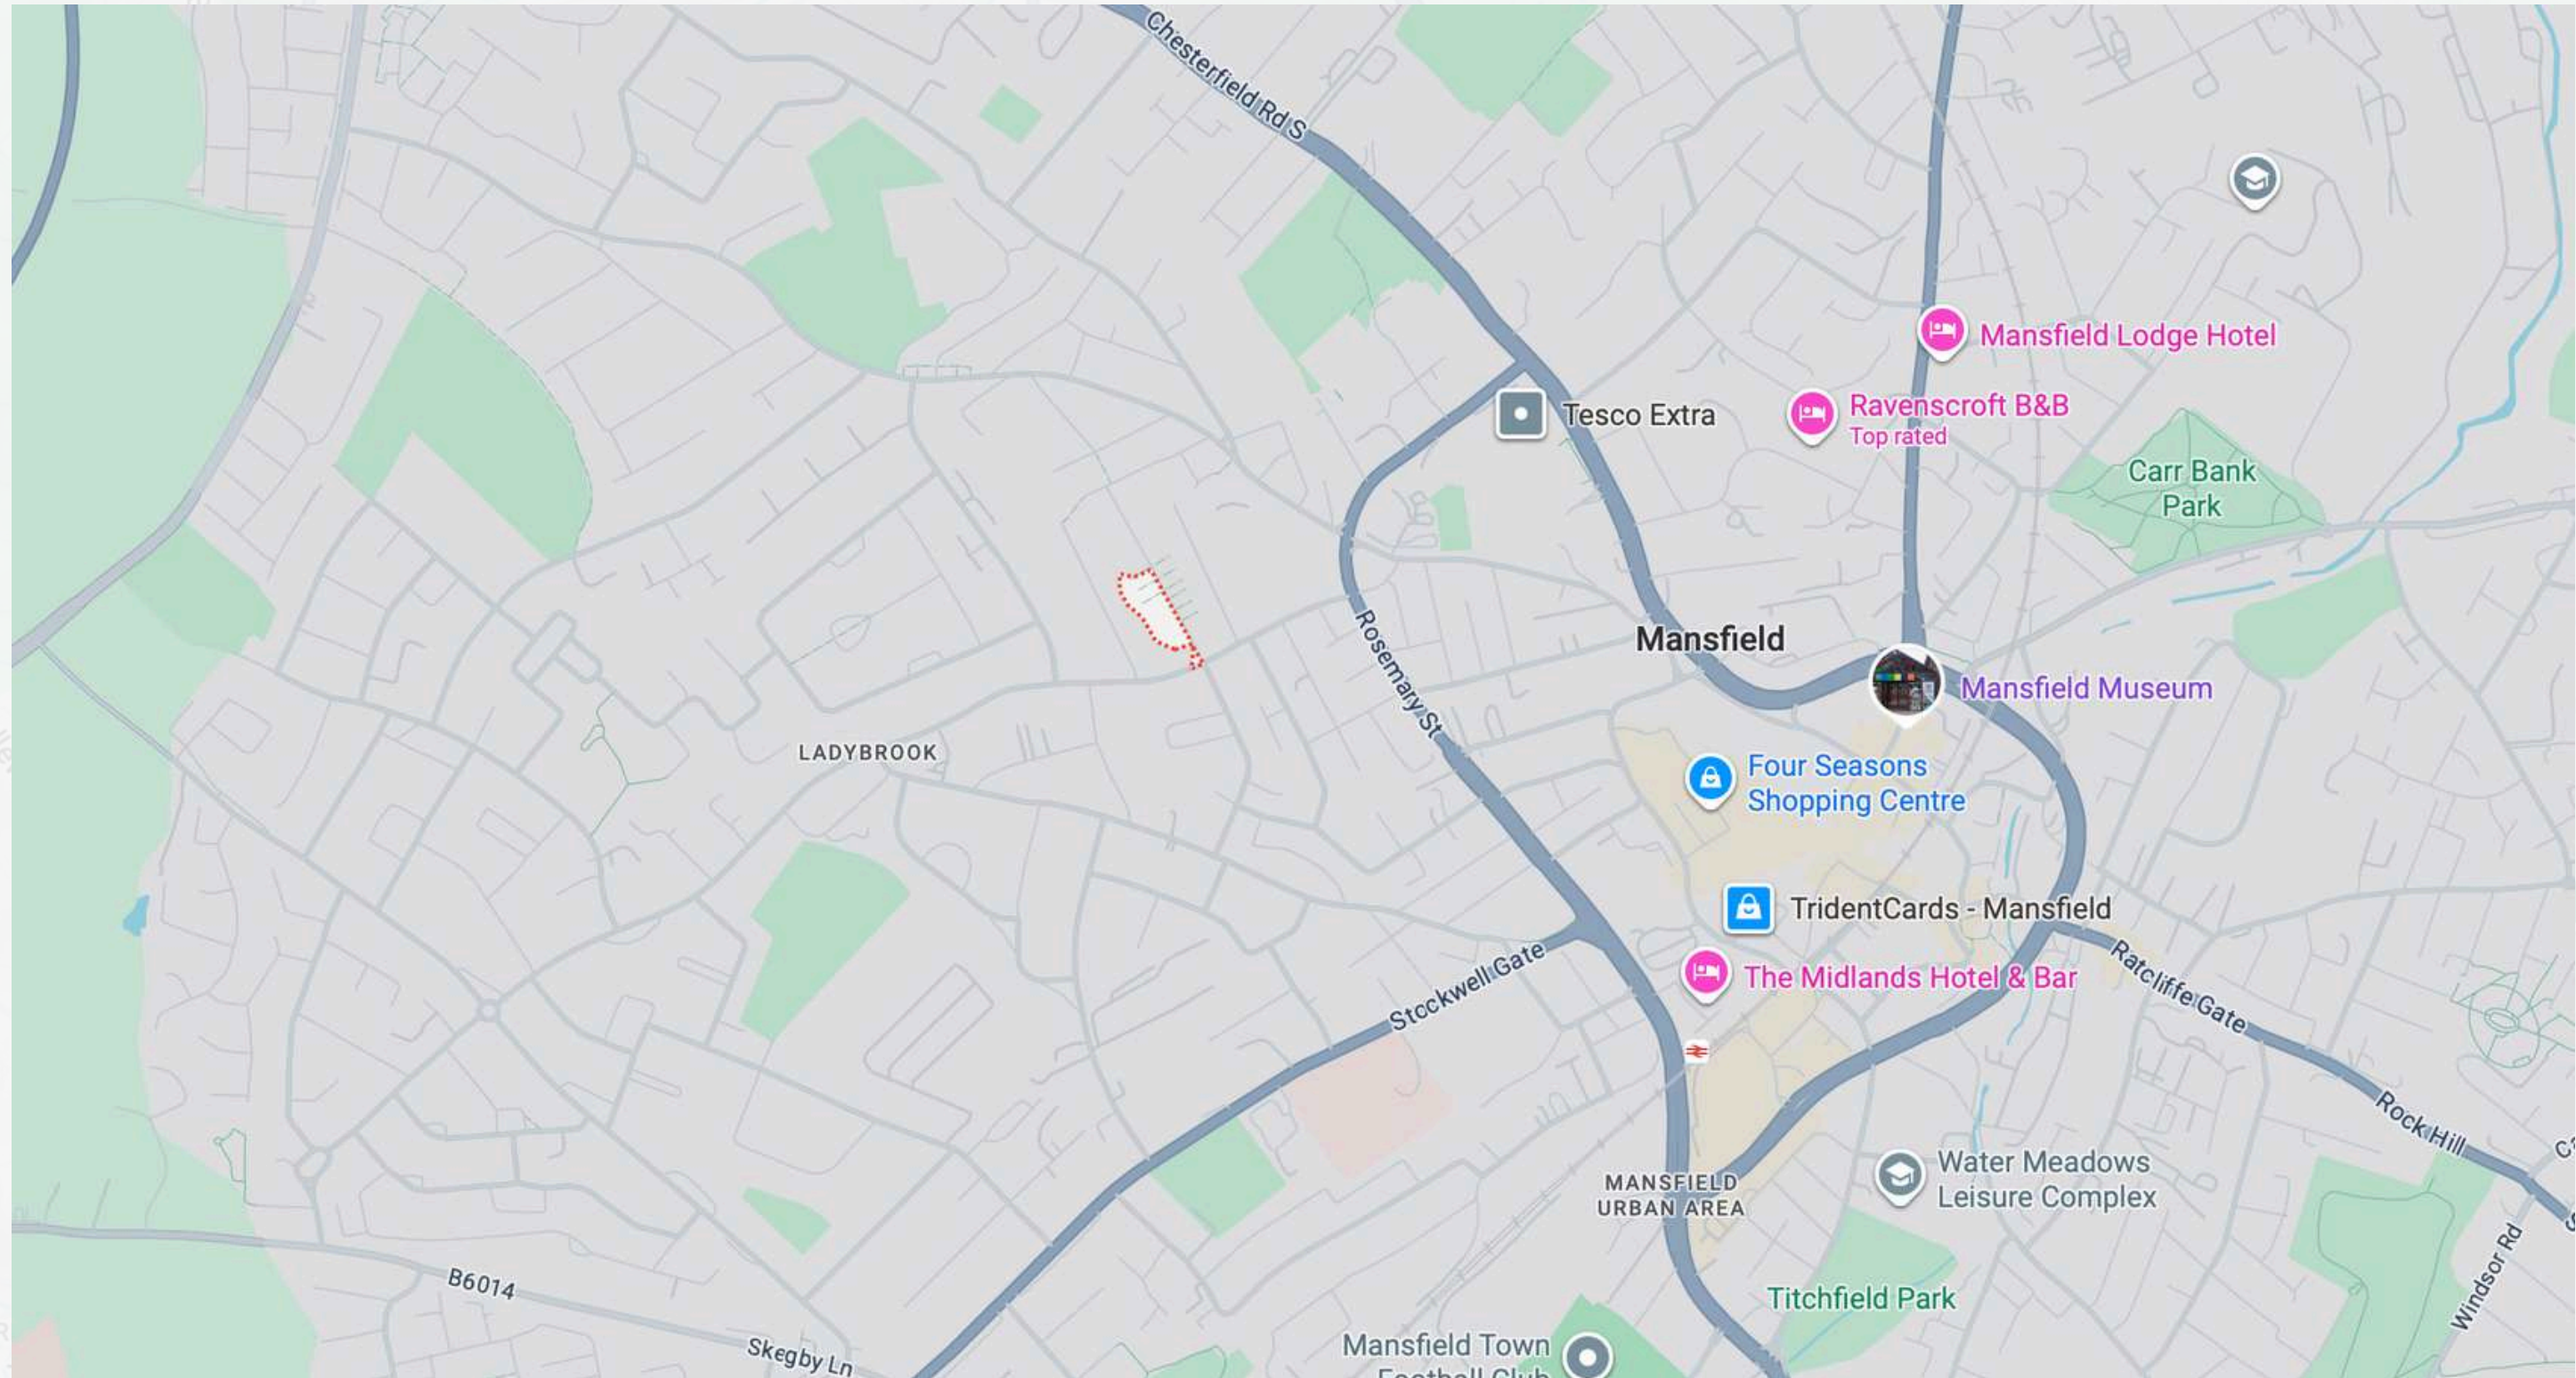 Chesterfield Rd S
Mansfield Lodge Hotel
Tesco Extra
Ravenscroft B&B
Top rated
Carr Bank
Park
Rosemary St
Mansfield
Mansfield Museum
LADYBROOK
Four Seasons
Shopping Centre
TridentCards - Mansfield
Stockwell Gate
The Midlands Hotel & Bar
Ratcliffe Gate
Rock Hill
MANSFIELD
URBAN AREA
Water Meadows
Leisure Complex
Windsor Rd
B6014
Titchfield Park
Skegby Ln
Mansfield Town
Football Club